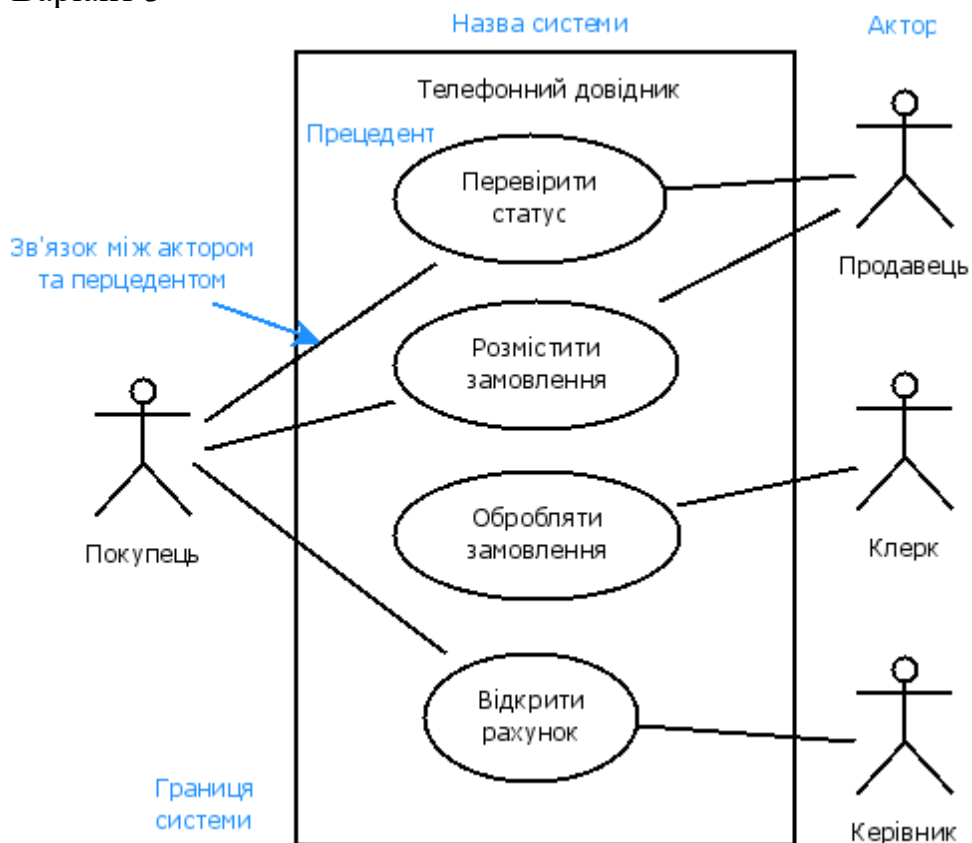 Назва системи
Актор
Телефонний довідник
Прецедент
Перевірити
статус
Зв'язок між актором
та перцедентом
Продавець
Розмістити
замовлення
Покупець
Обробляти
замовлення
Клерк
Відкрити
рахунок
Границя
системи
Керівник